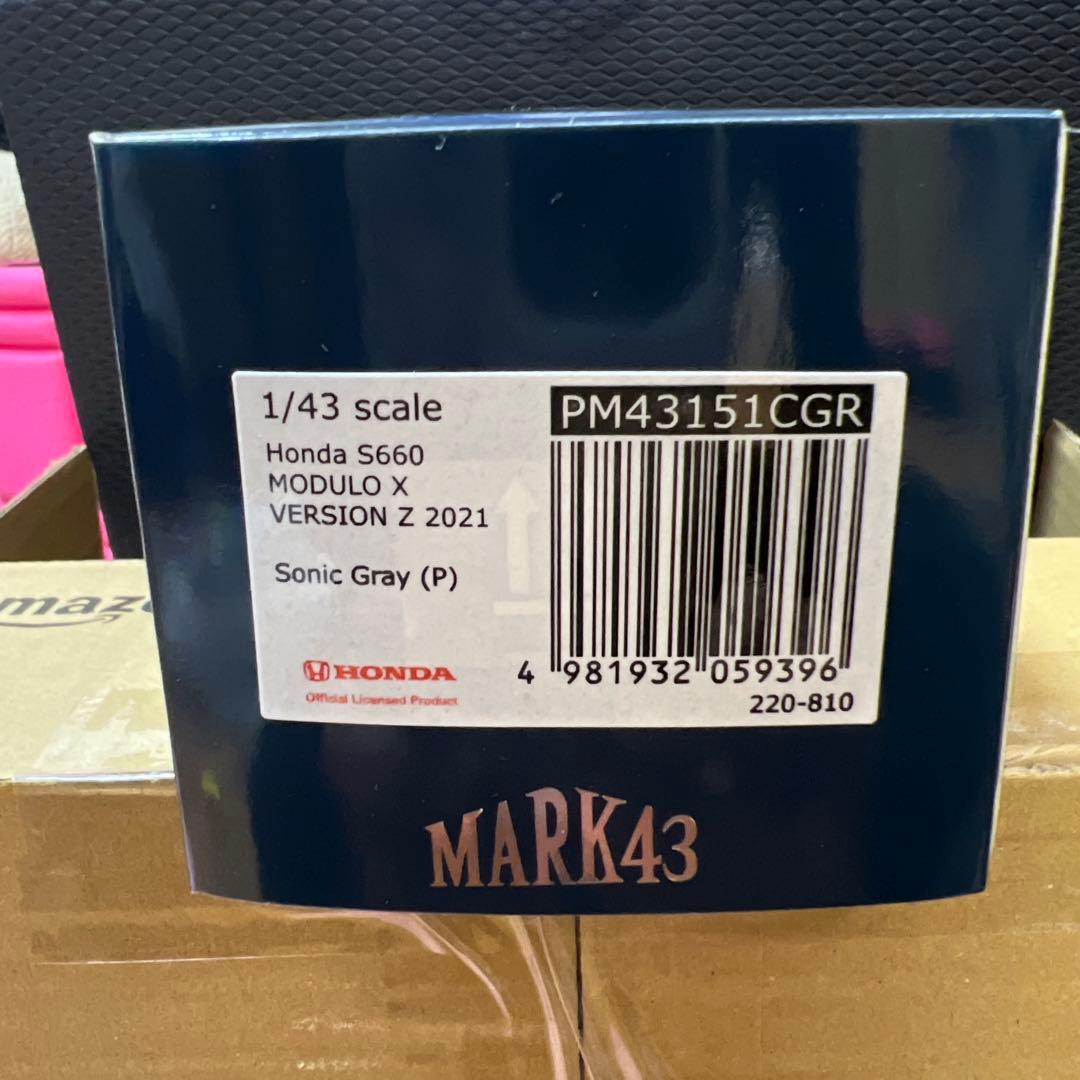 1/43 scale
PM43151CGR
Honda S660
MODULO X
VERSION Z 2021
Sonic Gray (P)
HONDA
Official Licensed Product
4 981932 059396
220-810
MARK43
maz